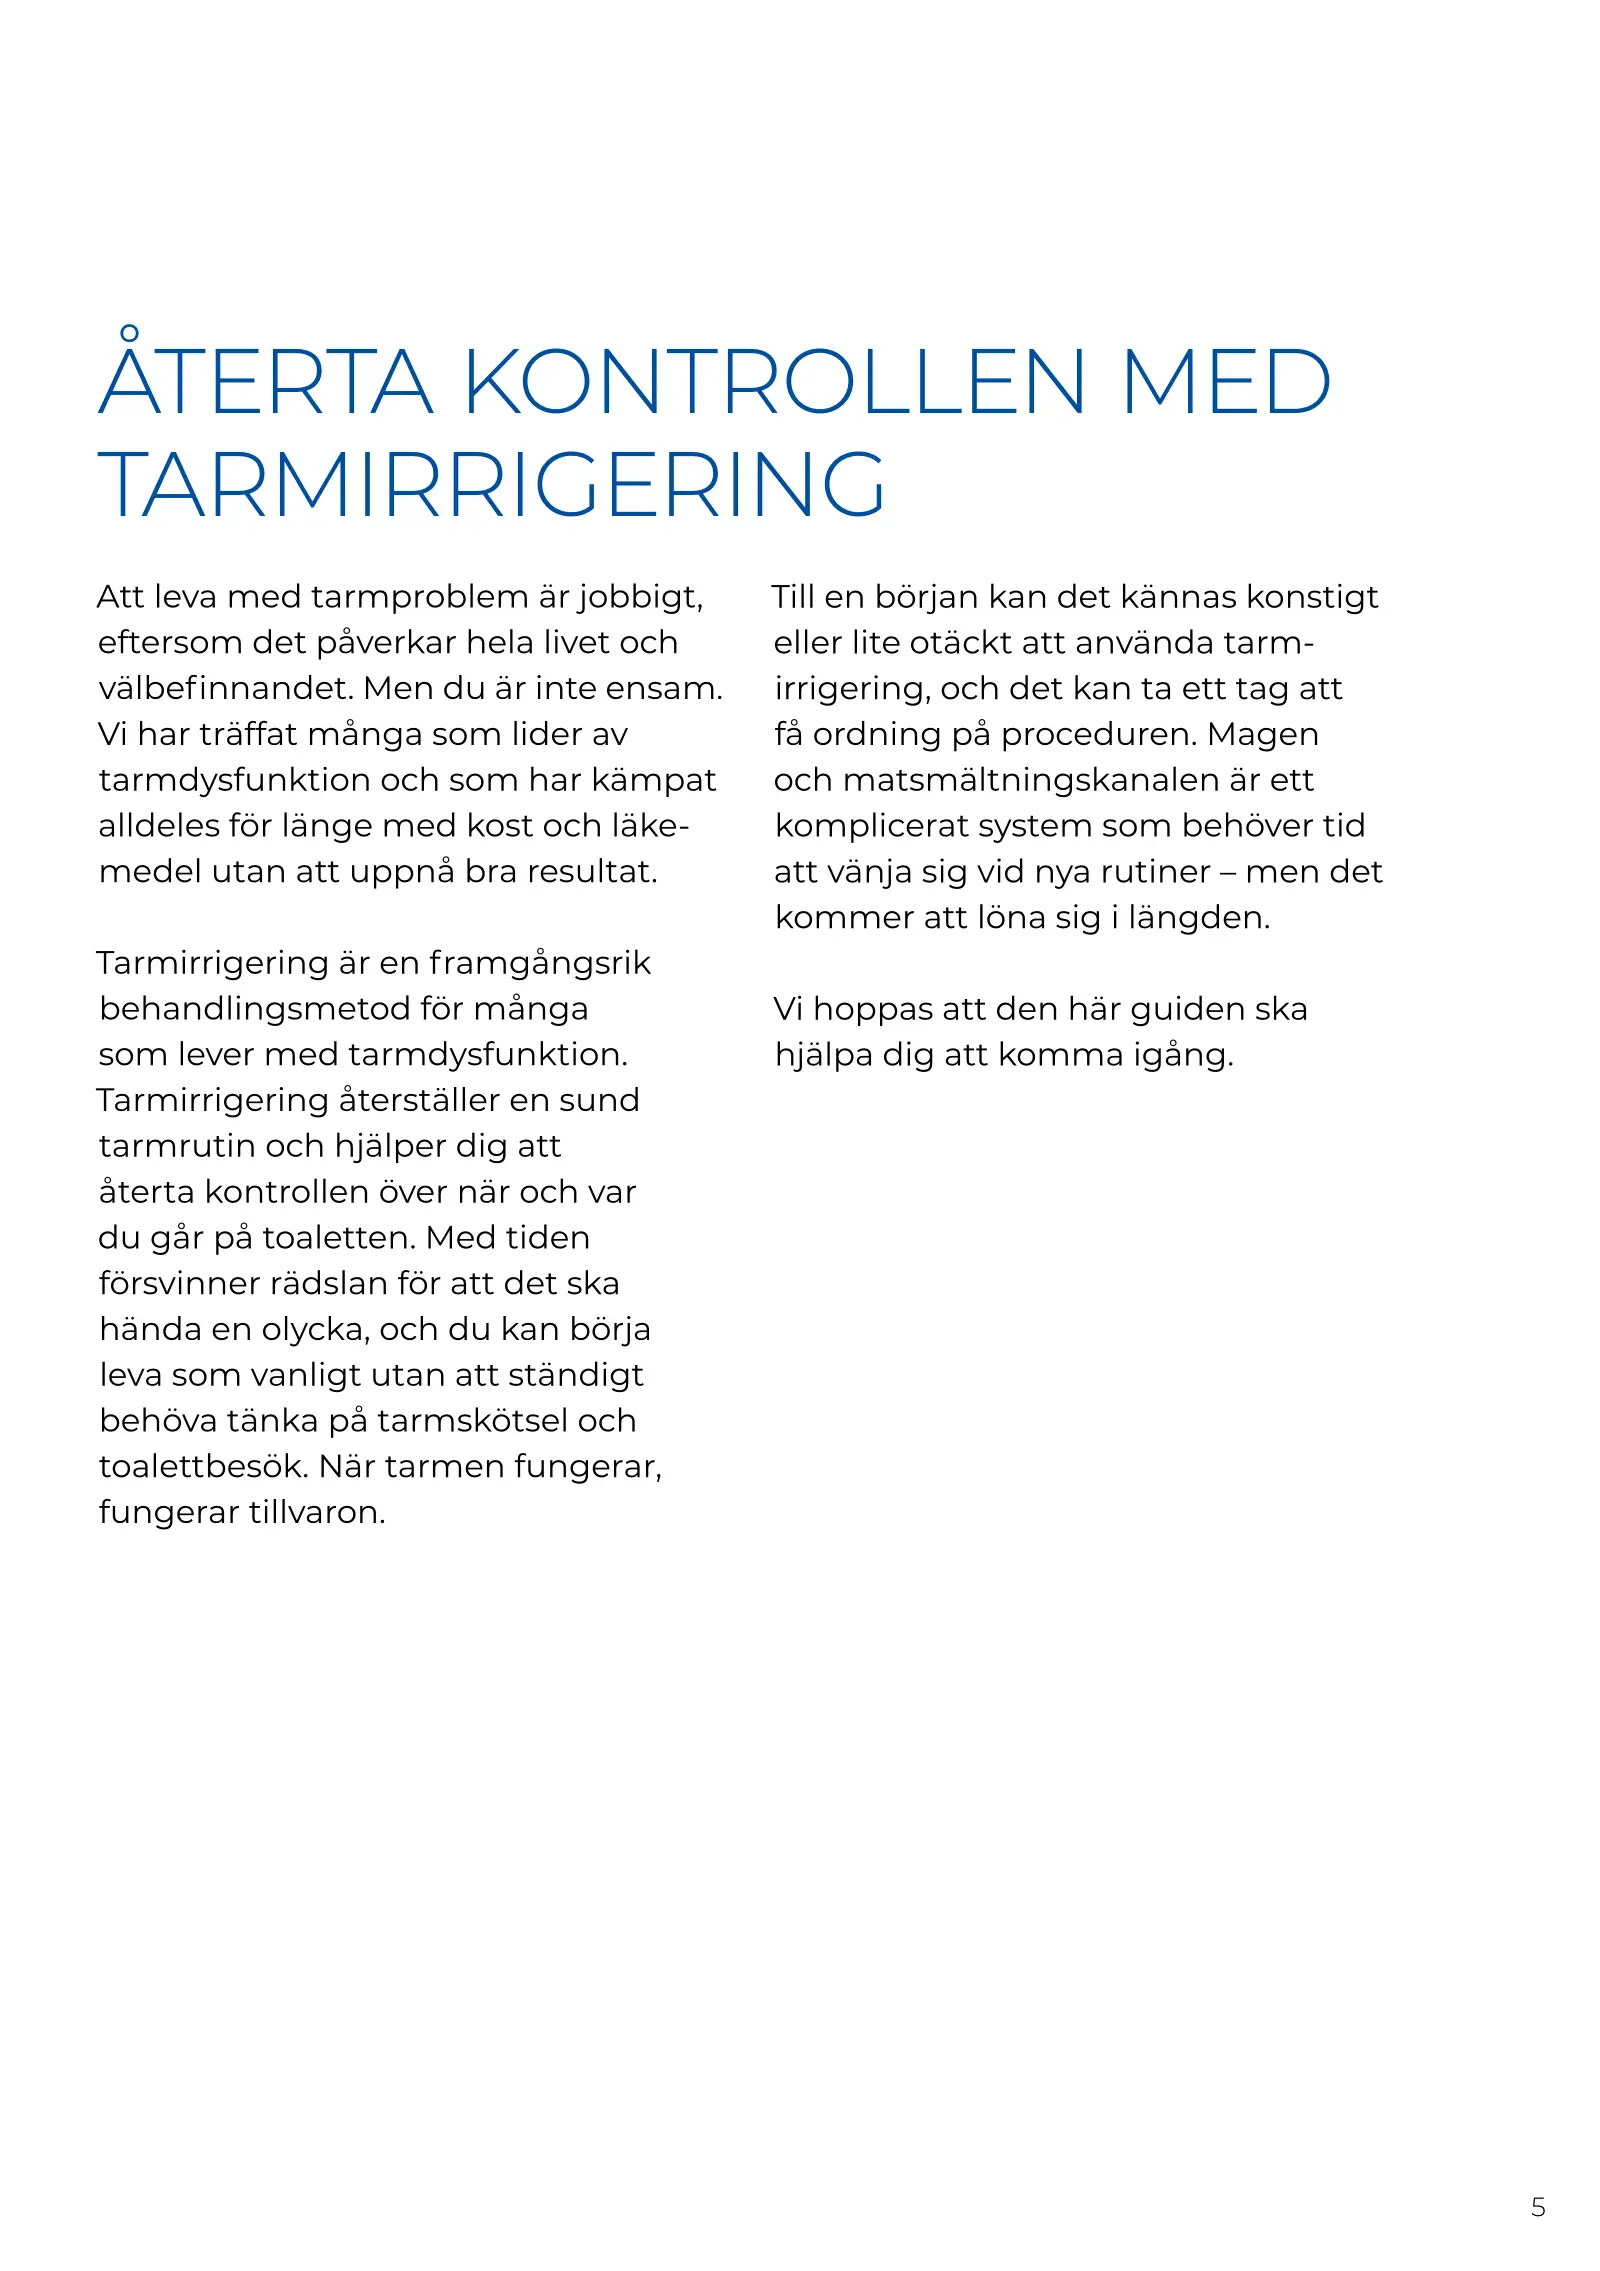 ÅTERTA KONTROLLEN MED
TARMIRRIGERING
Att leva med tarmproblem är jobbigt,
eftersom det påverkar hela livet och
välbefinnandet. Men du är inte ensam.
Vi har träffat många som lider av
tarmdysfunktion och som har kämpat
alldeles för länge med kost och läke-
medel utan att uppnå bra resultat.
Tarmirrigering är en framgångsrik
behandlingsmetod för många
som lever med tarmdysfunktion.
Tarmirrigering återställer en sund
tarmrutin och hjälper dig att
återta kontrollen över när och var
du går på toaletten. Med tiden
försvinner rädslan för att det ska
hända en olycka, och du kan börja
leva som vanligt utan att ständigt
behöva tänka på tarmskötsel och
toalettbesök. När tarmen fungerar,
fungerar tillvaron.
Till en början kan det kännas konstigt
eller lite otäckt att använda tarm-
irrigering, och det kan ta ett tag att
få ordning på proceduren. Magen
och matsmältningskanalen är ett
komplicerat system som behöver tid
att vänja sig vid nya rutiner – men det
kommer att löna sig i längden.
Vi hoppas att den här guiden ska
hjälpa dig att komma igång.
5